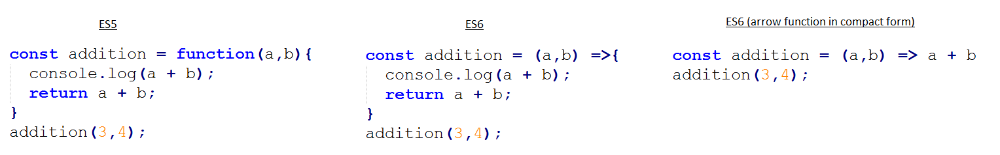 ES5
const addition = function(a,b){
console.log(a + b);
return a + b;
}
addition(3,4);
ES6
const addition = (a,b) =>{
console.log(a + b);
return a + b;
}
addition(3,4);
ES6 (arrow function in compact form)
const addition = (a,b) => a + b
addition(3,4);